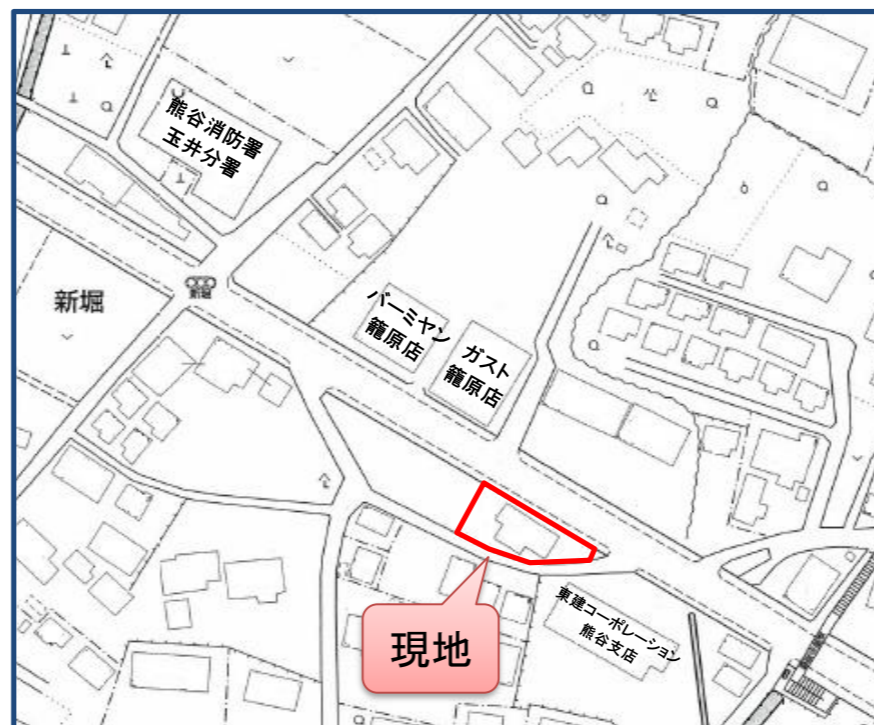 熊谷消防署
玉井分署
新堀
新堀
バーミヤン
籠原店
ガスト
籠原店
東建コーポレーション
熊谷支店
現地